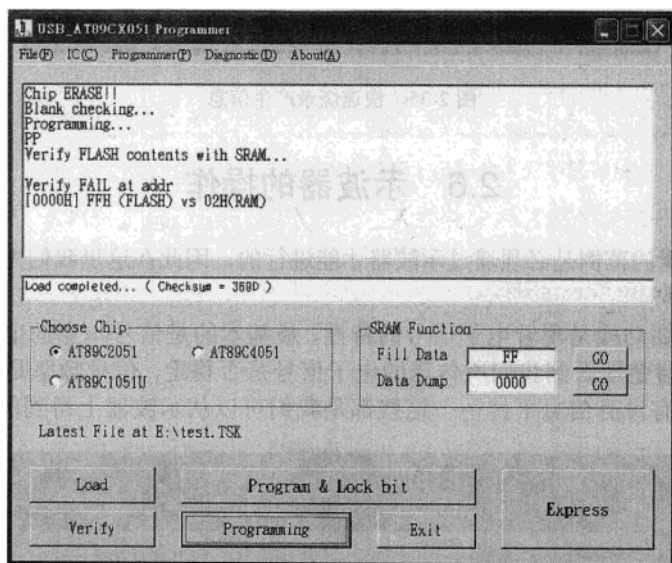 USB_AT89CX051 Programmer
File(F) IC(C) Programmer(P) Diagnostic(D) About(A)
Chip ERASE!!
Blank checking...
Programming...
PP
Verify FLASH contents with SRAM...
Verify FAIL at addr
[0000H] FFH (FLASH) vs 02H(RAM)
Load completed... ( Checksum = 369D )
Choose Chip
AT89C2051
AT89C4051
AT89C1051U
SRAM Function
Fill Data FF GO
Data Dump 0000 GO
Latest File at E:\test.TSK
Load
Program & Lock bit
Express
Verify
Programming
Exit